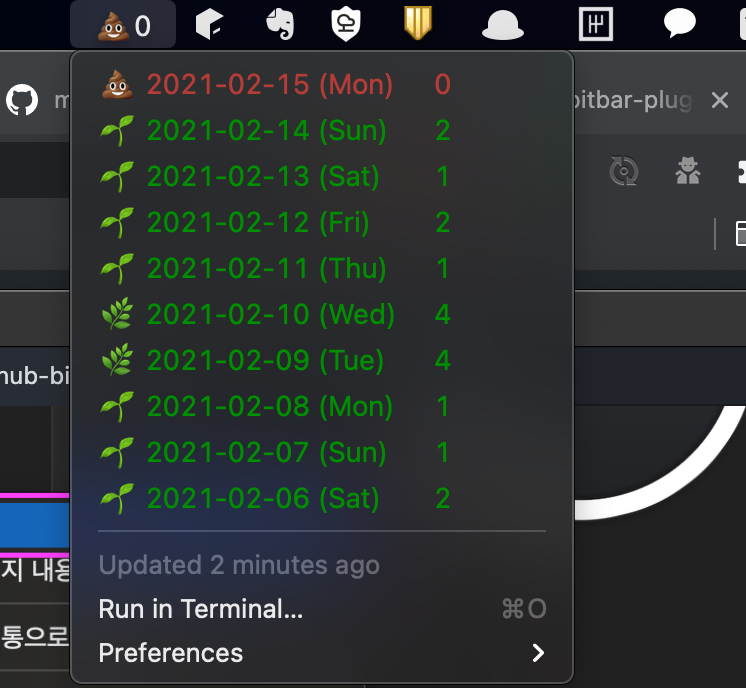 💩 0
m
bitbar-plug
💩 2021-02-15 (Mon) 0
🌱 2021-02-14 (Sun) 2
🌱 2021-02-13 (Sat) 1
🌱 2021-02-12 (Fri) 2
🌱 2021-02-11 (Thu) 1
🌿 2021-02-10 (Wed) 4
🌿 2021-02-09 (Tue) 4
nub-bi
🌱 2021-02-08 (Mon) 1
🌱 2021-02-07 (Sun) 1
🌱 2021-02-06 (Sat) 2
Updated 2 minutes ago
지 내용
Run in Terminal... ⌘O
통으로
Preferences